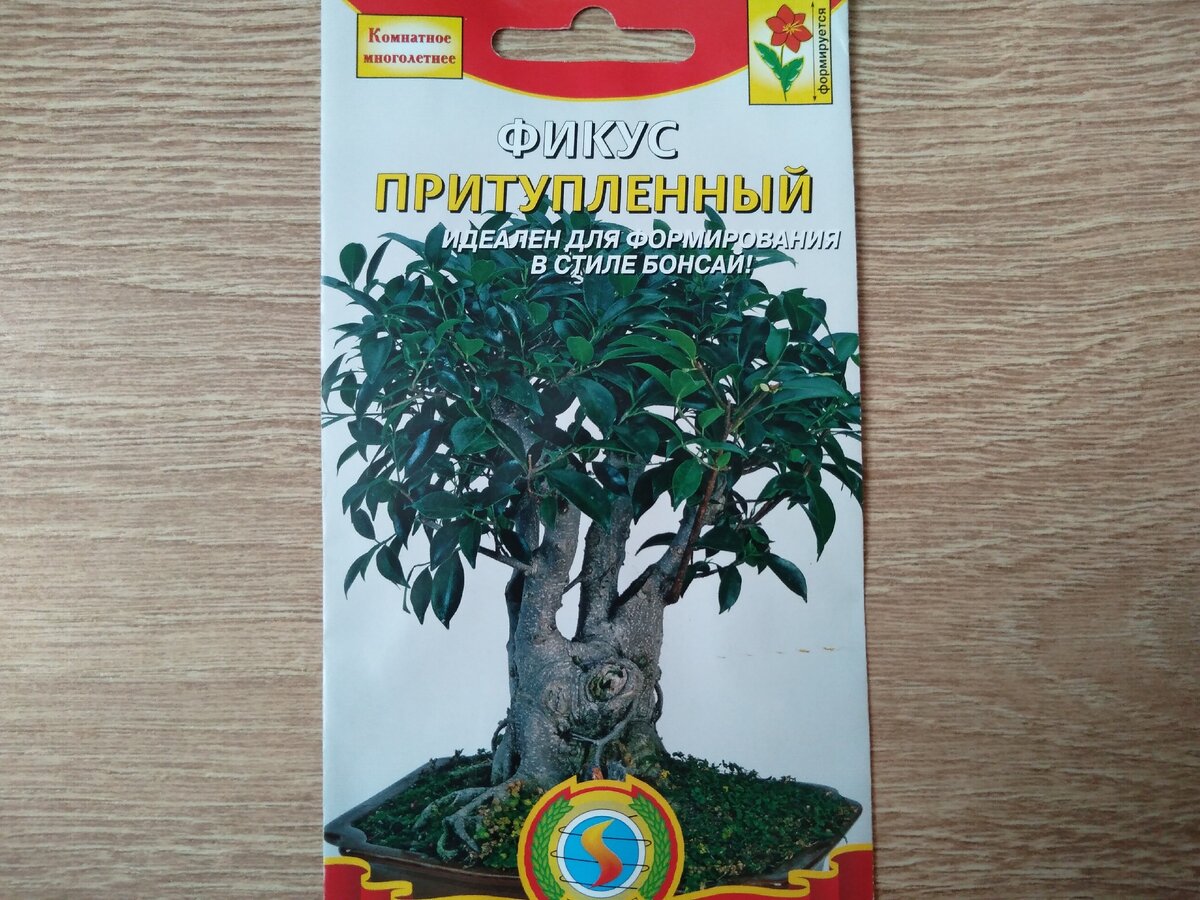 Комнатное
многолетнее
формируется
ФИКУС
ПРИТУПЛЕННЫЙ
ИДЕАЛЕН ДЛЯ ФОРМИРОВАНИЯ
В СТИЛЕ БОНСАЙ!